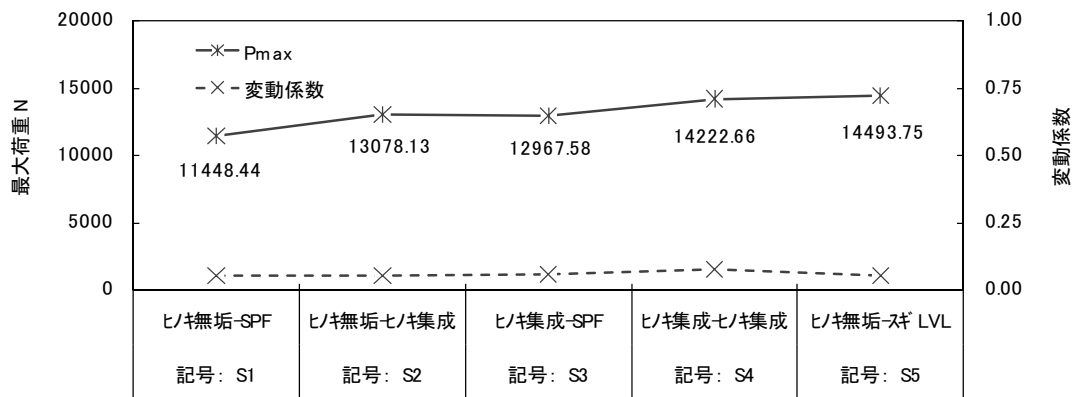 20000
1.00
Pmax
変動係数
15000
0.75
11448.44
13078.13
12967.58
14222.66
14493.75
最大荷重 N
10000
0.50
変動係数
5000
0.25
0
0.00
ﾋﾉｷ無垢-SPF
ﾋﾉｷ無垢-ﾋﾉｷ集成
ﾋﾉｷ集成-SPF
ﾋﾉｷ集成-ﾋﾉｷ集成
ﾋﾉｷ無垢-ｽｷﾞLVL
記号: S1
記号: S2
記号: S3
記号: S4
記号: S5